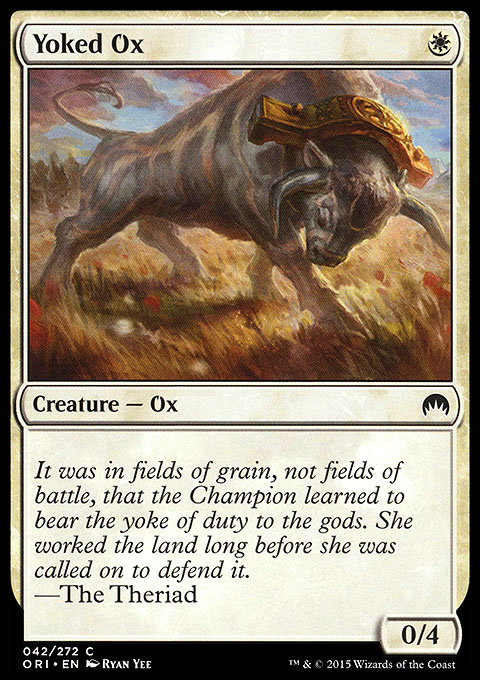 Yoked Ox
Creature — Ox
It was in fields of grain, not fields of
battle, that the Champion learned to
bear the yoke of duty to the gods. She
worked the land long before she was
called on to defend it.
—The Theriad
0/4
042/272 C
ORI • EN Ryan Yee
™ & © 2015 Wizards of the Coast